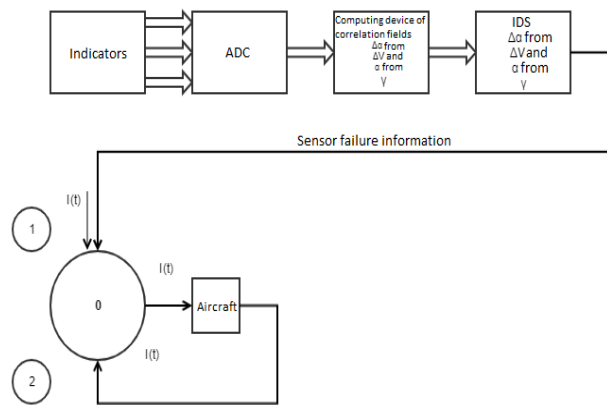 Indicators
ADC
Computing device of
correlation fields
Δα from
ΔV and
α from
V
IDS
Δα from
ΔV and
α from
V
Sensor failure information
I(t)
1
I(t)
0
Aircraft
I(t)
2